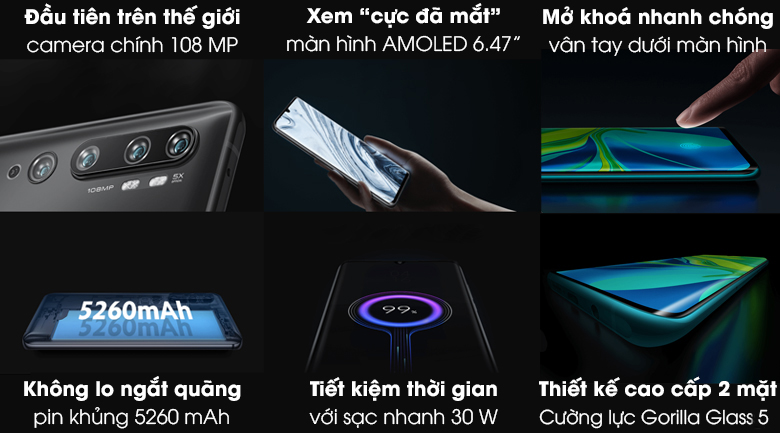 Đầu tiên trên thế giới
camera chính 108 MP
Xem “cực đã mắt”
màn hình AMOLED 6.47”
Mở khoá nhanh chóng
vân tay dưới màn hình
108MP
5X
5260mAh
5260mAh
99%
Không lo ngắt quãng
pin khủng 5260 mAh
Tiết kiệm thời gian
với sạc nhanh 30 W
Thiết kế cao cấp 2 mặt
Cường lực Gorilla Glass 5